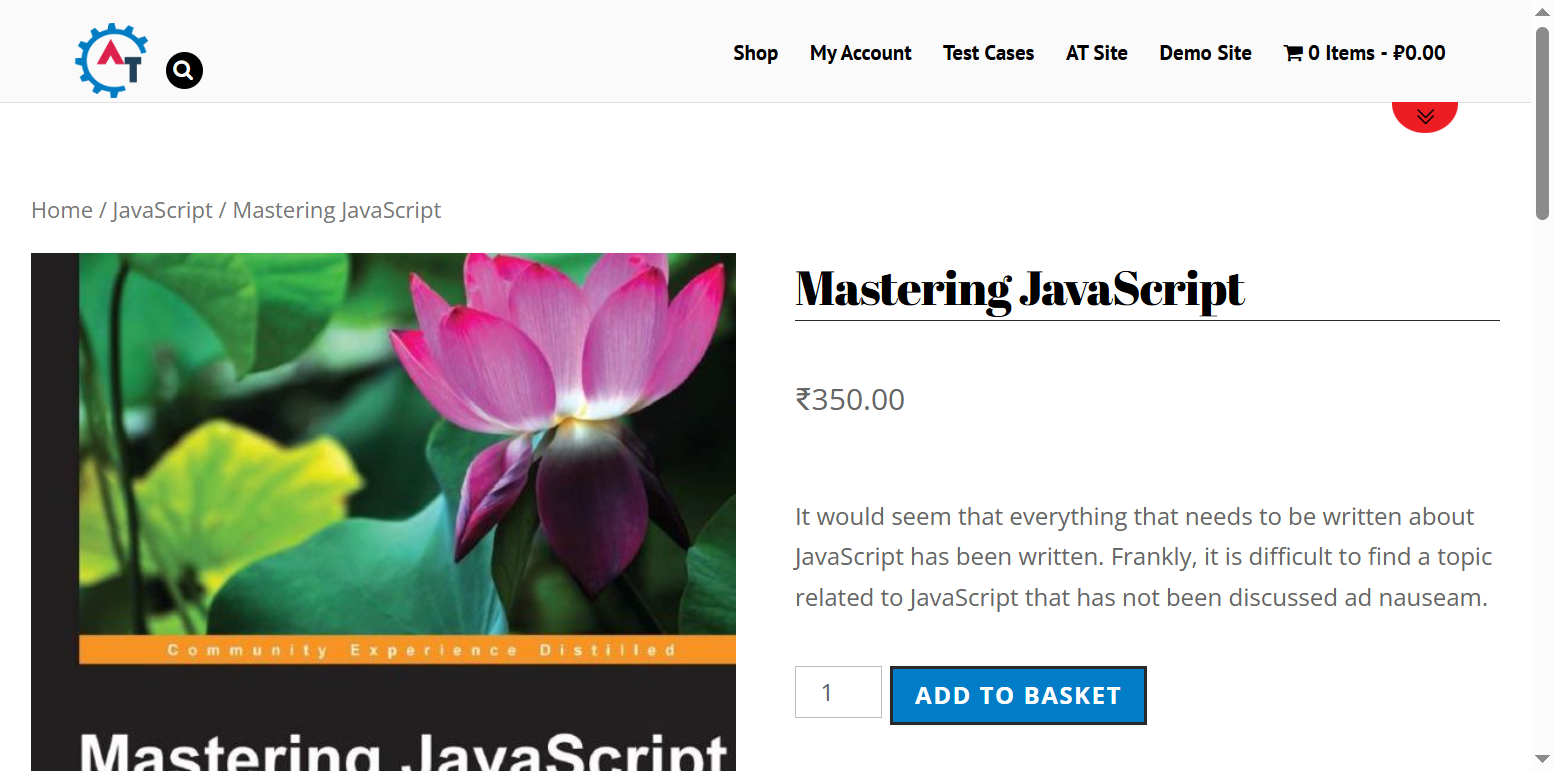 AT
Shop My Account Test Cases AT Site Demo Site 0 Items - ₽0.00
Home / JavaScript / Mastering JavaScript
Mastering JavaScript
₹350.00
It would seem that everything that needs to be written about
JavaScript has been written. Frankly, it is difficult to find a topic
related to JavaScript that has not been discussed ad nauseam.
1 ADD TO BASKET
Community Experience Distilled
Mastering JavaScript